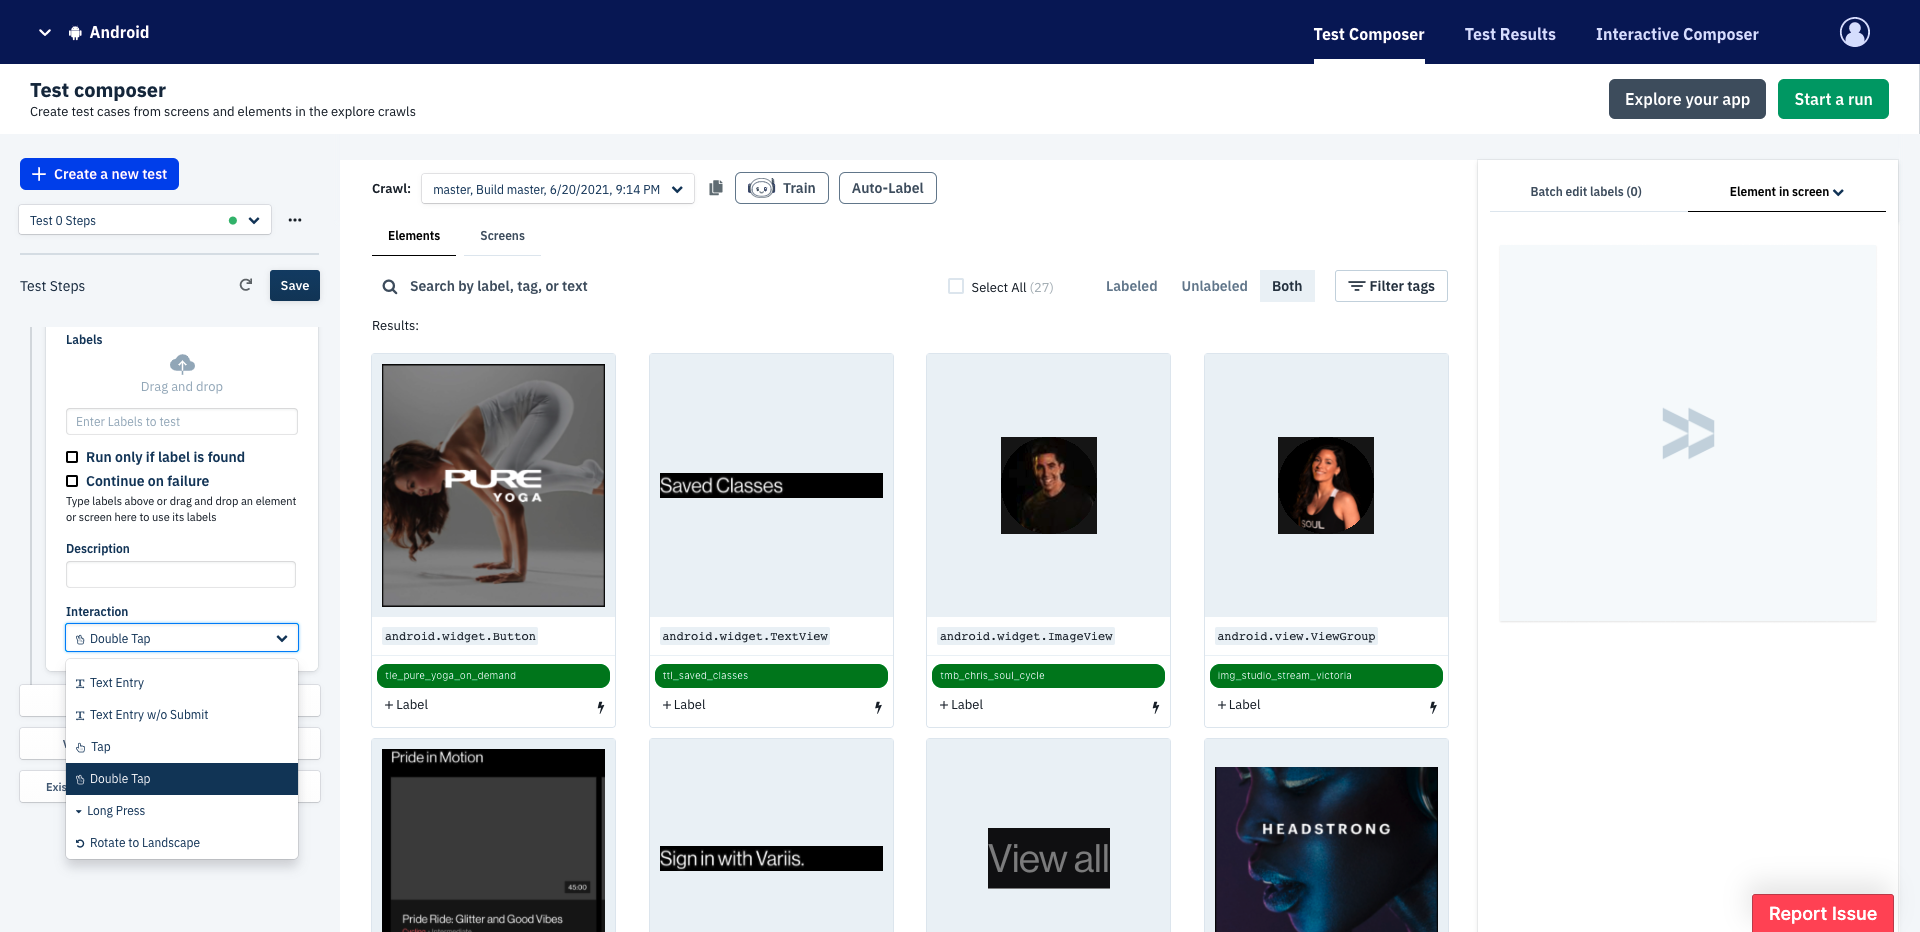 Android
Test Composer
Test Results
Interactive Composer
Test composer
Create test cases from screens and elements in the explore crawls
Explore your app
Start a run
Create a new test
Test 0 Steps
Test Steps
Save
Labels
Drag and drop
Enter Labels to test
Run only if label is found
Continue on failure
Type labels above or drag and drop an element
or screen here to use its labels
Description
Interaction
Double Tap
Text Entry
Text Entry w/o Submit
Tap
Double Tap
Long Press
Rotate to Landscape
Exis
Crawl:
master, Build master, 6/20/2021, 9:14 PM
Train
Auto-Label
Elements
Screens
Search by label, tag, or text
Select All (27)
Labeled
Unlabeled
Both
Filter tags
Results:
PURE
YOGA
Saved Classes
SOUL
android.widget.Button
android.widget.TextView
android.widget.ImageView
android.view.ViewGroup
tle_pure_yoga_on_demand
ttl_saved_classes
tmb_chris_soul_cycle
img_studio_stream_victoria
+ Label
+ Label
+ Label
+ Label
Pride in Motion
45:00
Pride Ride: Glitter and Good Vibes
Sign in with Variis.
View all
HEADSTRONG
Batch edit labels (0)
Element in screen
Report Issue